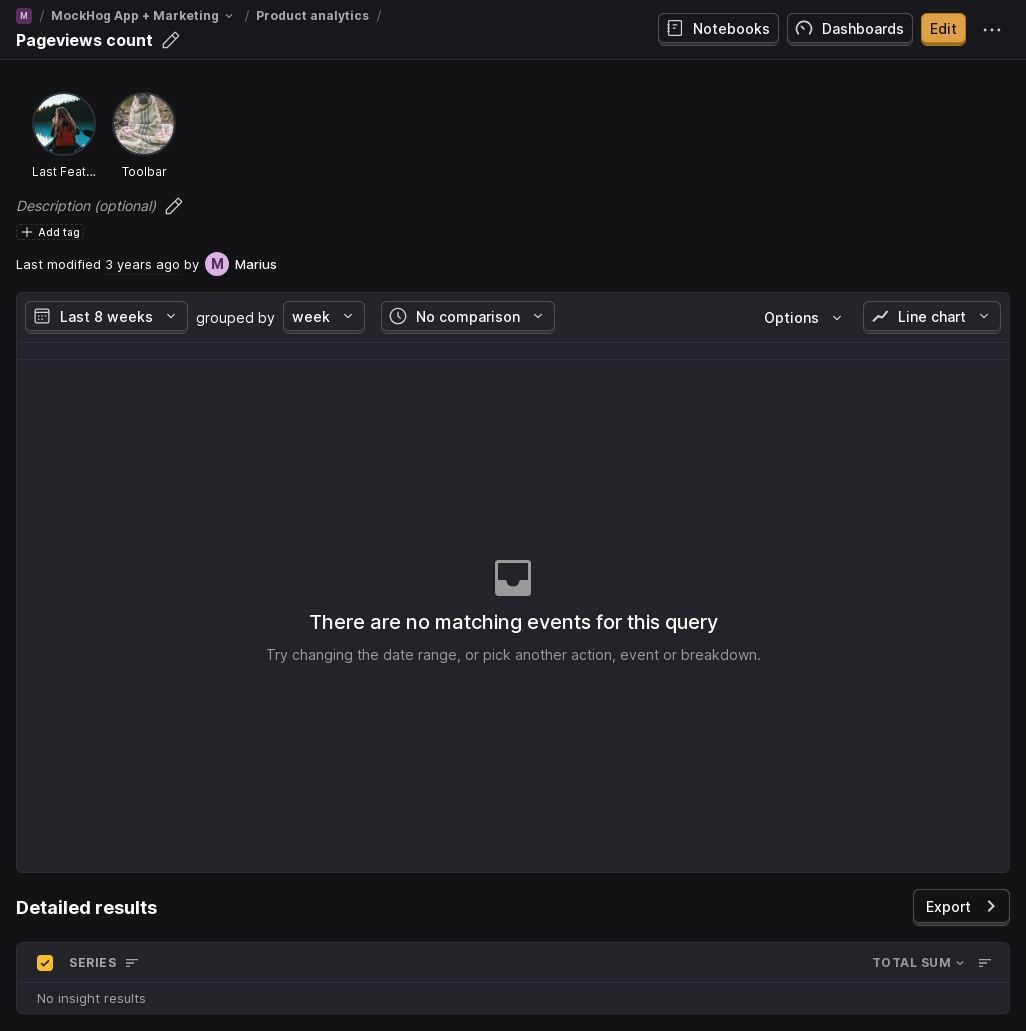 M / MockHog App + Marketing / Product analytics /
Pageviews count
Notebooks
Dashboards
Edit
Last Feat...
Toolbar
Description (optional)
Add tag
Last modified 3 years ago by M Marius
Last 8 weeks grouped by week No comparison Options Line chart
There are no matching events for this query
Try changing the date range, or pick another action, event or breakdown.
Detailed results
Export
SERIES TOTAL SUM
No insight results